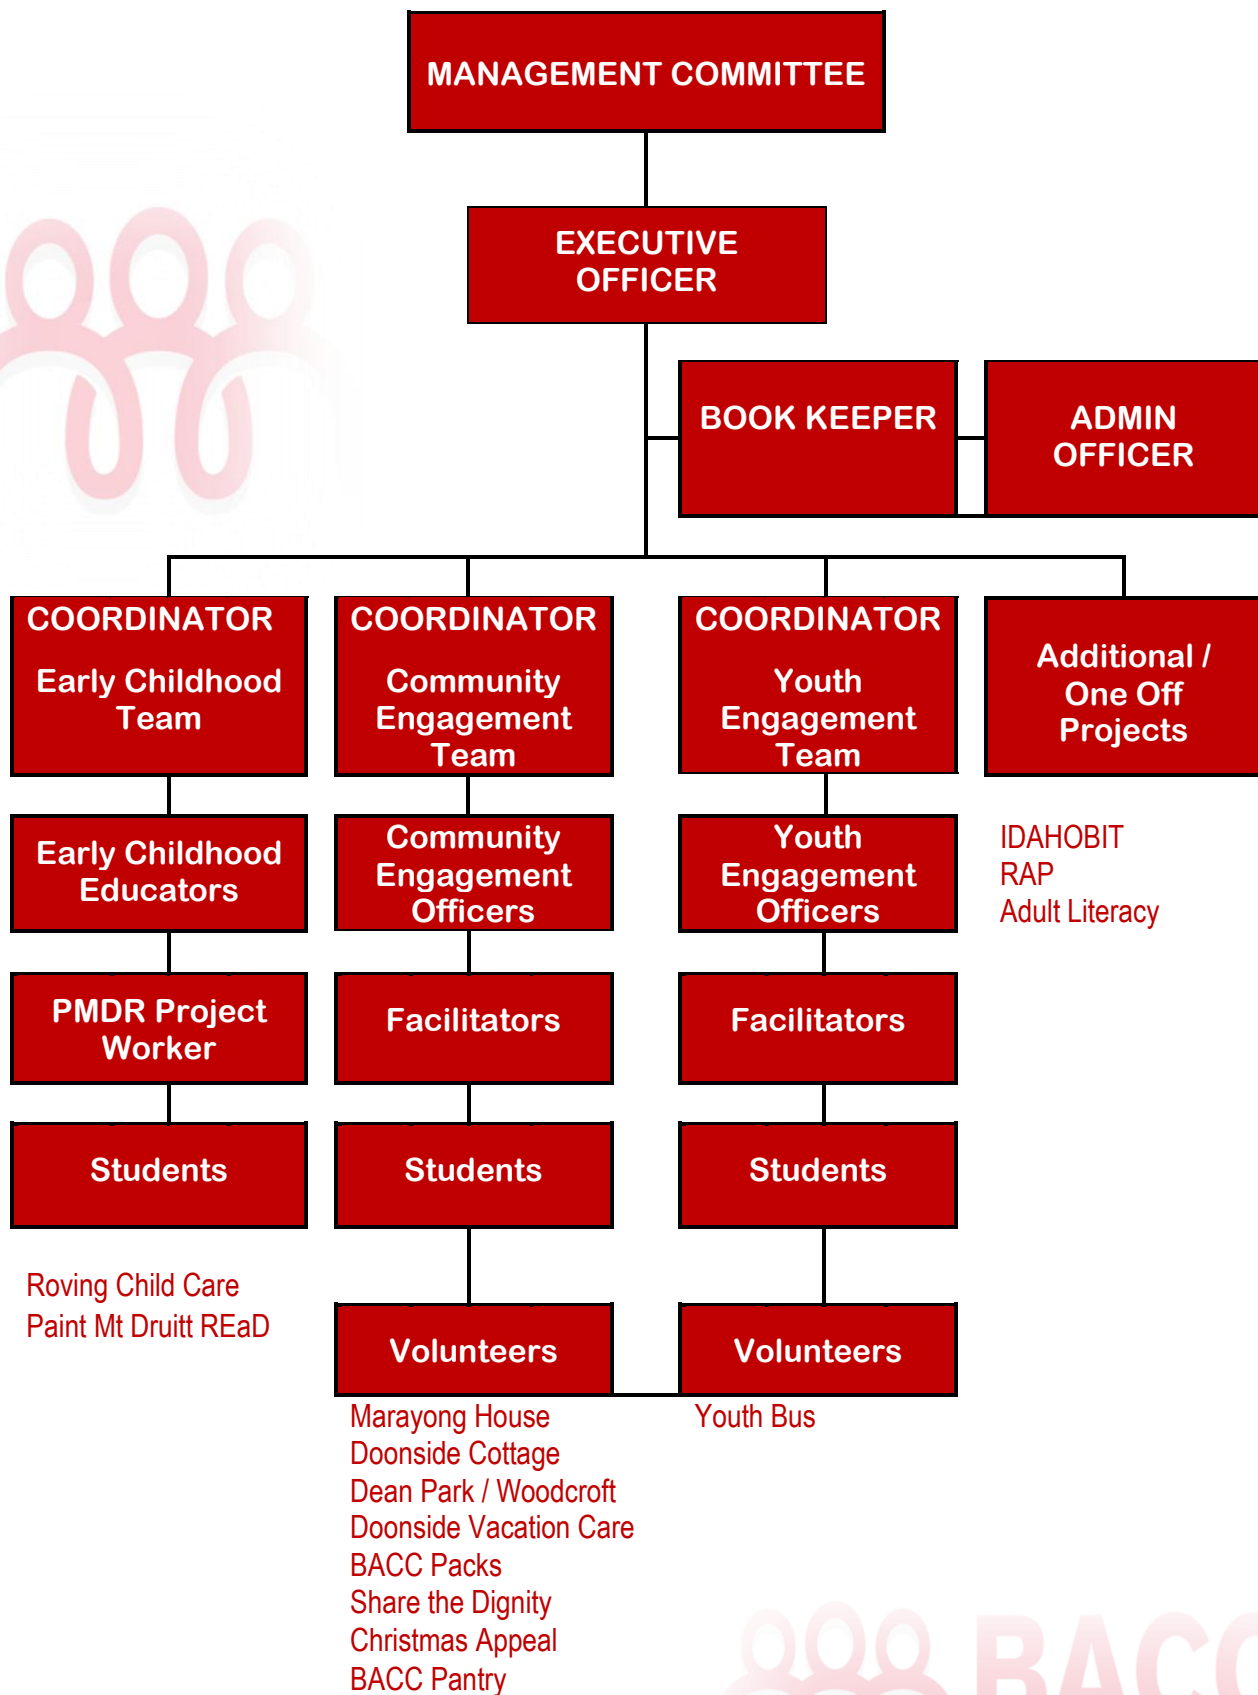 MANAGEMENT COMMITTEE
EXECUTIVE
OFFICER
BOOK KEEPER
ADMIN
OFFICER
COORDINATOR
Early Childhood
Team
COORDINATOR
Community
Engagement
Team
COORDINATOR
Youth
Engagement
Team
Additional /
One Off
Projects
Early Childhood
Educators
Community
Engagement
Officers
Youth
Engagement
Officers
IDAHOBIT
RAP
Adult Literacy
PMDR Project
Worker
Facilitators
Facilitators
Students
Students
Students
Roving Child Care
Paint Mt Druitt REaD
Volunteers
Volunteers
Marayong House
Doonside Cottage
Dean Park / Woodcroft
Doonside Vacation Care
BACC Packs
Share the Dignity
Christmas Appeal
BACC Pantry
Youth Bus
BACC